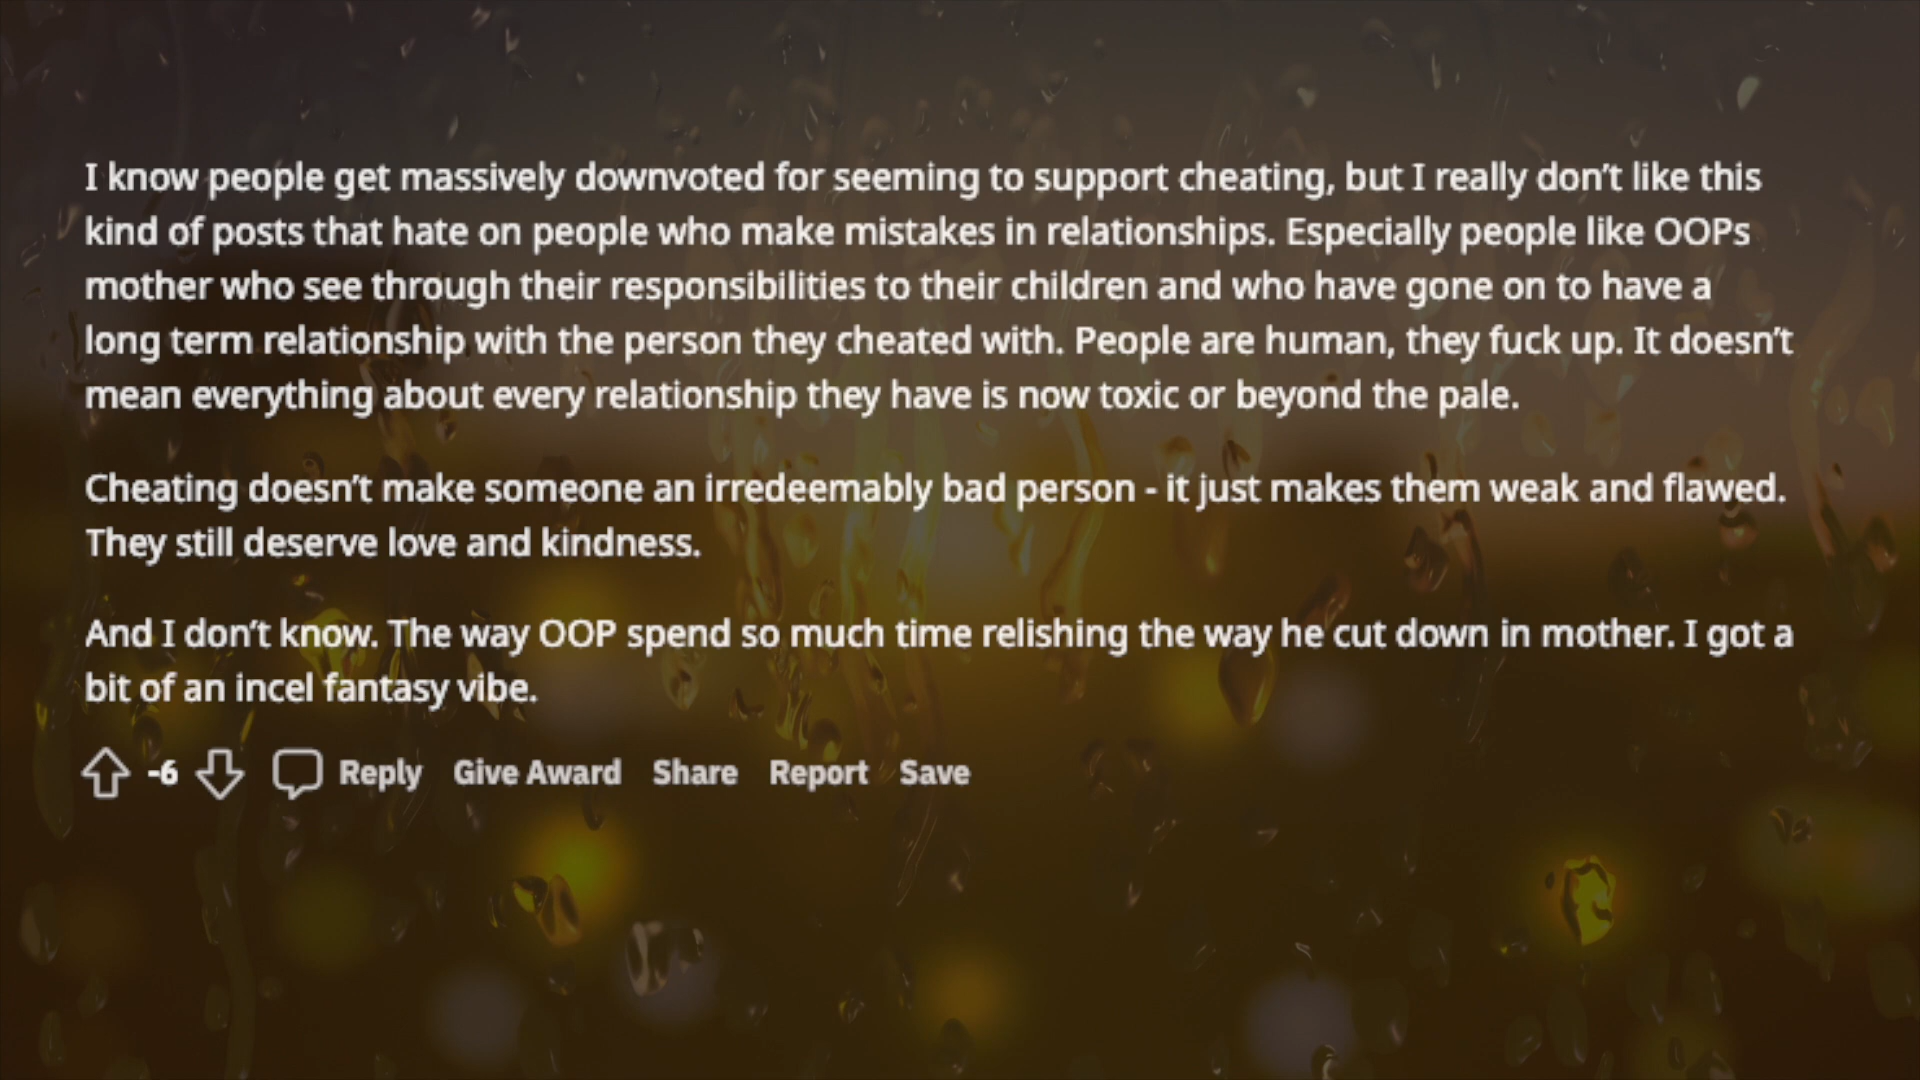 I know people get massively downvoted for seeming to support cheating, but I really don't like this
kind of posts that hate on people who make mistakes in relationships. Especially people like OOPs
mother who see through their responsibilities to their children and who have gone on to have a
long term relationship with the person they cheated with. People are human, they fuck up. It doesn't
mean everything about every relationship they have is now toxic or beyond the pale.
Cheating doesn't make someone an irredeemably bad person - it just makes them weak and flawed.
They still deserve love and kindness.
And I don't know. The way OOP spend so much time relishing the way he cut down in mother. I got a
bit of an incel fantasy vibe.
-6 Reply Give Award Share Report Save